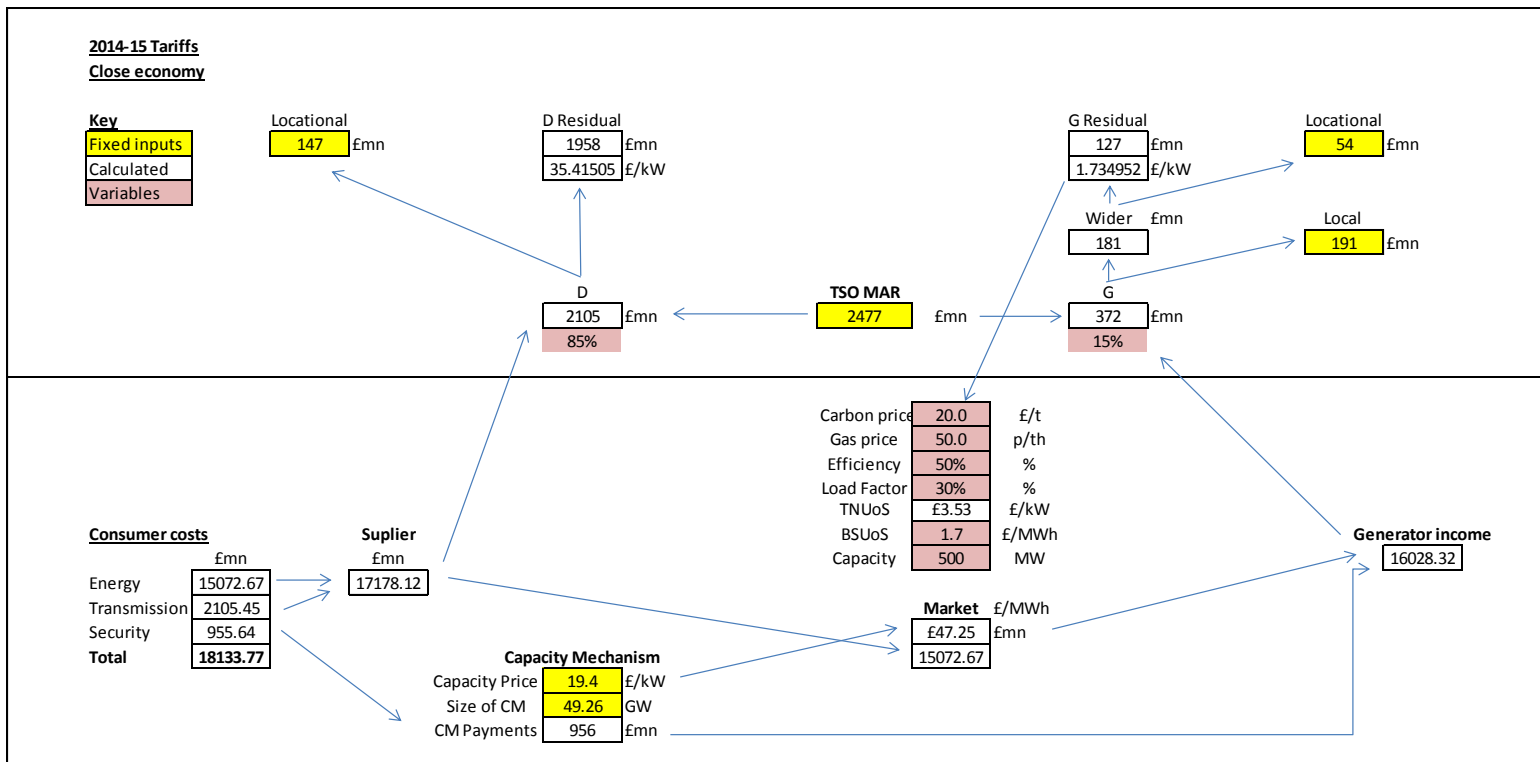 2014-15 Tariffs
Close economy
Key Locational D Residual G Residual Locational
Fixed inputs 147 £mn 1958 £mn 127 £mn 54 £mn
Calculated 35.41505 £/kW 1.734952 £/kW
Variables
Wider £mn Local
181 191 £mn
D TSO MAR G
2105 £mn 2477 £mn 372 £mn
85% 15%
Carbon price 20.0 £/t
Gas price 50.0 p/th
Efficiency 50% %
Load Factor 30% %
TNUoS £3.53 £/kW
Consumer costs Suplier BSUoS 1.7 £/MWh Generator income
£mn £mn Capacity 500 MW 16028.32
Energy 15072.67 17178.12
Transmission 2105.45 Market £/MWh
Security 955.64 £47.25 £mn
Total 18133.77 Capacity Mechanism 15072.67
Capacity Price 19.4 £/kW
Size of CM 49.26 GW
CM Payments 956 £mn